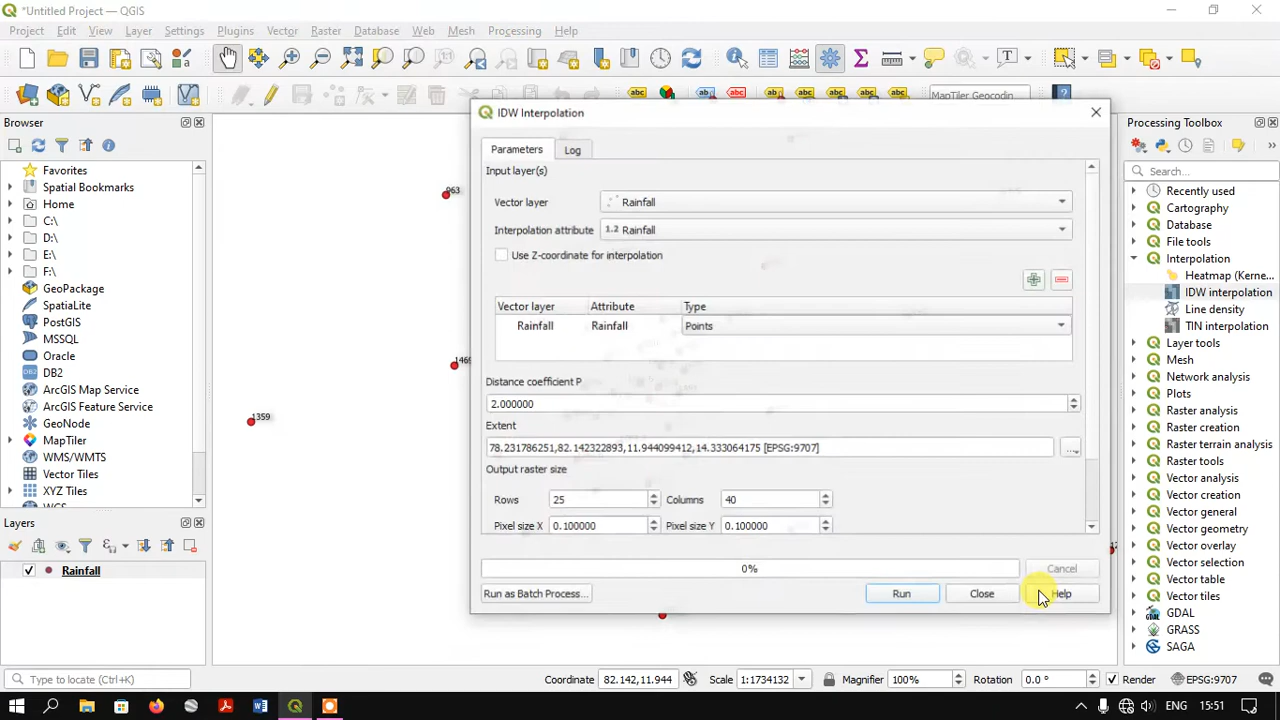 *Untitled Project — QGIS
Project Edit View Layer Settings Plugins Vector Raster Database Web Mesh Processing Help
MapTiler Geocodin
Browser
Favorites
Spatial Bookmarks
Home
C:\
D:\
E:\
F:\
GeoPackage
SpatiaLite
PostGIS
MSSQL
Oracle
DB2
ArcGIS Map Service
ArcGIS Feature Service
GeoNode
MapTiler
WMS/WMTS
Vector Tiles
XYZ Tiles
WCS
Layers
Rainfall
963
1469
1359
IDW Interpolation
Parameters Log
Input layer(s)
Vector layer Rainfall
Interpolation attribute 1.2 Rainfall
Use Z-coordinate for interpolation
Vector layer Attribute Type
Rainfall Rainfall Points
Distance coefficient P
2.000000
Extent
78.231786251,82.142322893,11.944099412,14.333064175 [EPSG:9707]
Output raster size
Rows 25 Columns 40
Pixel size X 0.100000 Pixel size Y 0.100000
0% Cancel
Run as Batch Process... Run Close Help
Processing Toolbox
Search...
Recently used
Cartography
Database
File tools
Interpolation
Heatmap (Kerne...
IDW interpolation
Line density
TIN interpolation
Layer tools
Mesh
Network analysis
Plots
Raster analysis
Raster creation
Raster terrain analysis
Raster tools
Vector analysis
Vector creation
Vector general
Vector geometry
Vector overlay
Vector selection
Vector table
Vector tiles
GDAL
GRASS
SAGA
Type to locate (Ctrl+K) Coordinate 82.142,11.944 Scale 1:1734132 Magnifier 100% Rotation 0.0 ° Render EPSG:9707
ENG 15:51